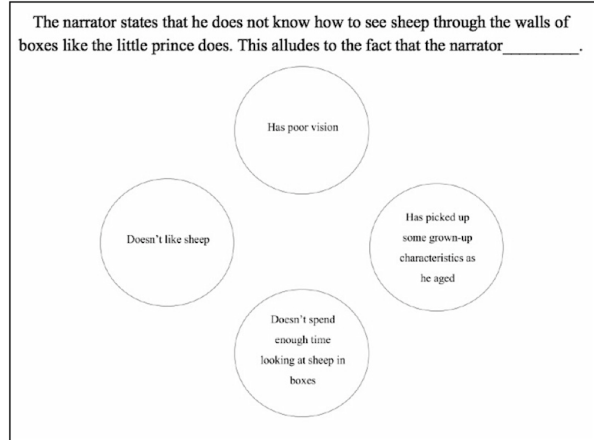 The narrator states that he does not know how to see sheep through the walls of
boxes like the little prince does. This alludes to the fact that the narrator_________.
Has poor vision
Doesn't like sheep
Has picked up
some grown-up
characteristics as
he aged
Doesn't spend
enough time
looking at sheep in
boxes